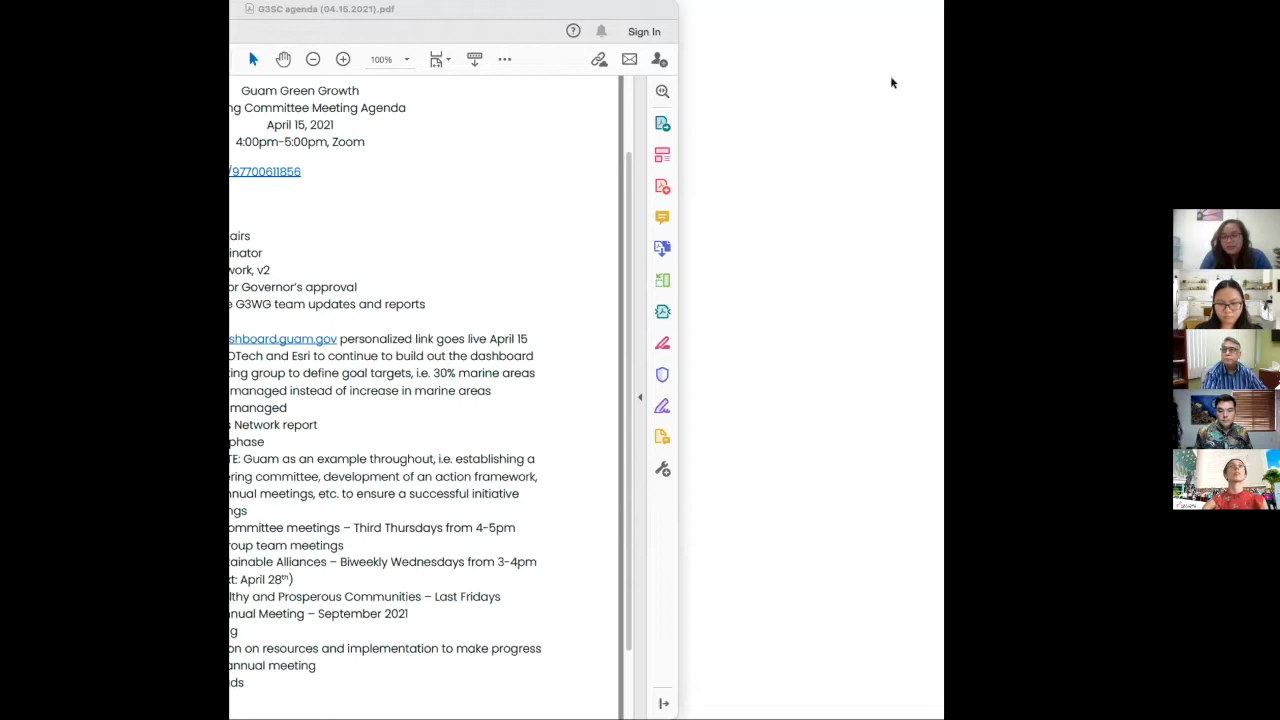 G3SC agenda (04.15.2021).pdf
Sign In
100%
Guam Green Growth
ng Committee Meeting Agenda
April 15, 2021
4:00pm-5:00pm, Zoom
/97700611856
airs
inator
work, v2
or Governor's approval
e G3WG team updates and reports
shboard.guam.gov personalized link goes live April 15
OTech and Esri to continue to build out the dashboard
king group to define goal targets, i.e. 30% marine areas
managed instead of increase in marine areas
managed
s Network report
phase
TE: Guam as an example throughout, i.e. establishing a
ering committee, development of an action framework,
nnual meetings, etc. to ensure a successful initiative
ngs
ommittee meetings – Third Thursdays from 4-5pm
roup team meetings
tainable Alliances – Biweekly Wednesdays from 3-4pm
xt: April 28th)
lthy and Prosperous Communities – Last Fridays
nnual Meeting – September 2021
g
on on resources and implementation to make progress
annual meeting
ds